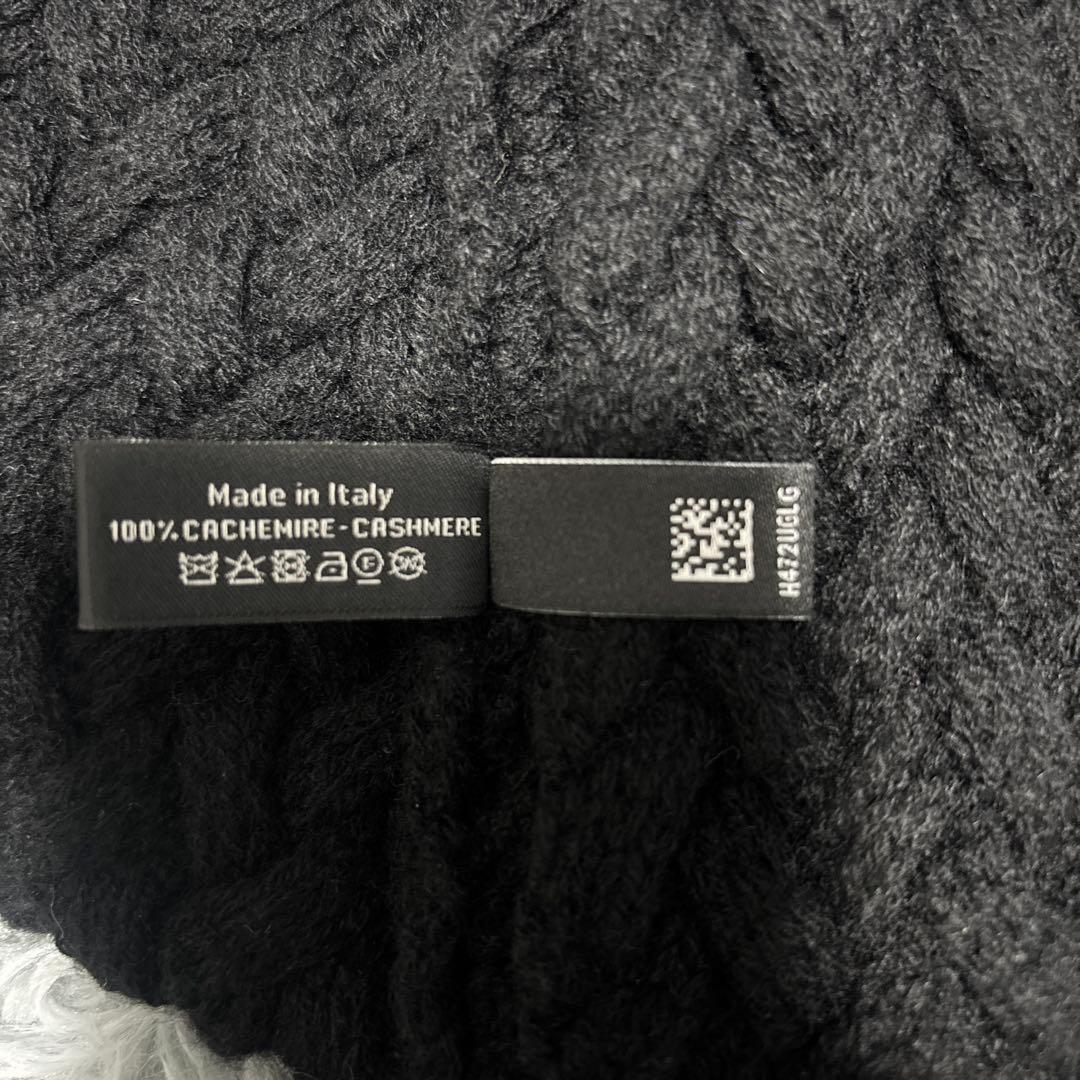 Made in Italy
100% CACHEMIRE-CASHMERE
H472UGLG